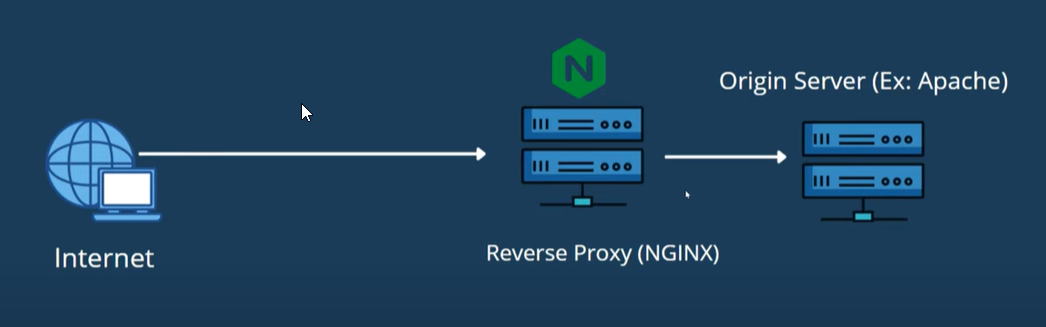 N
Origin Server (Ex: Apache)
Internet
Reverse Proxy (NGINX)